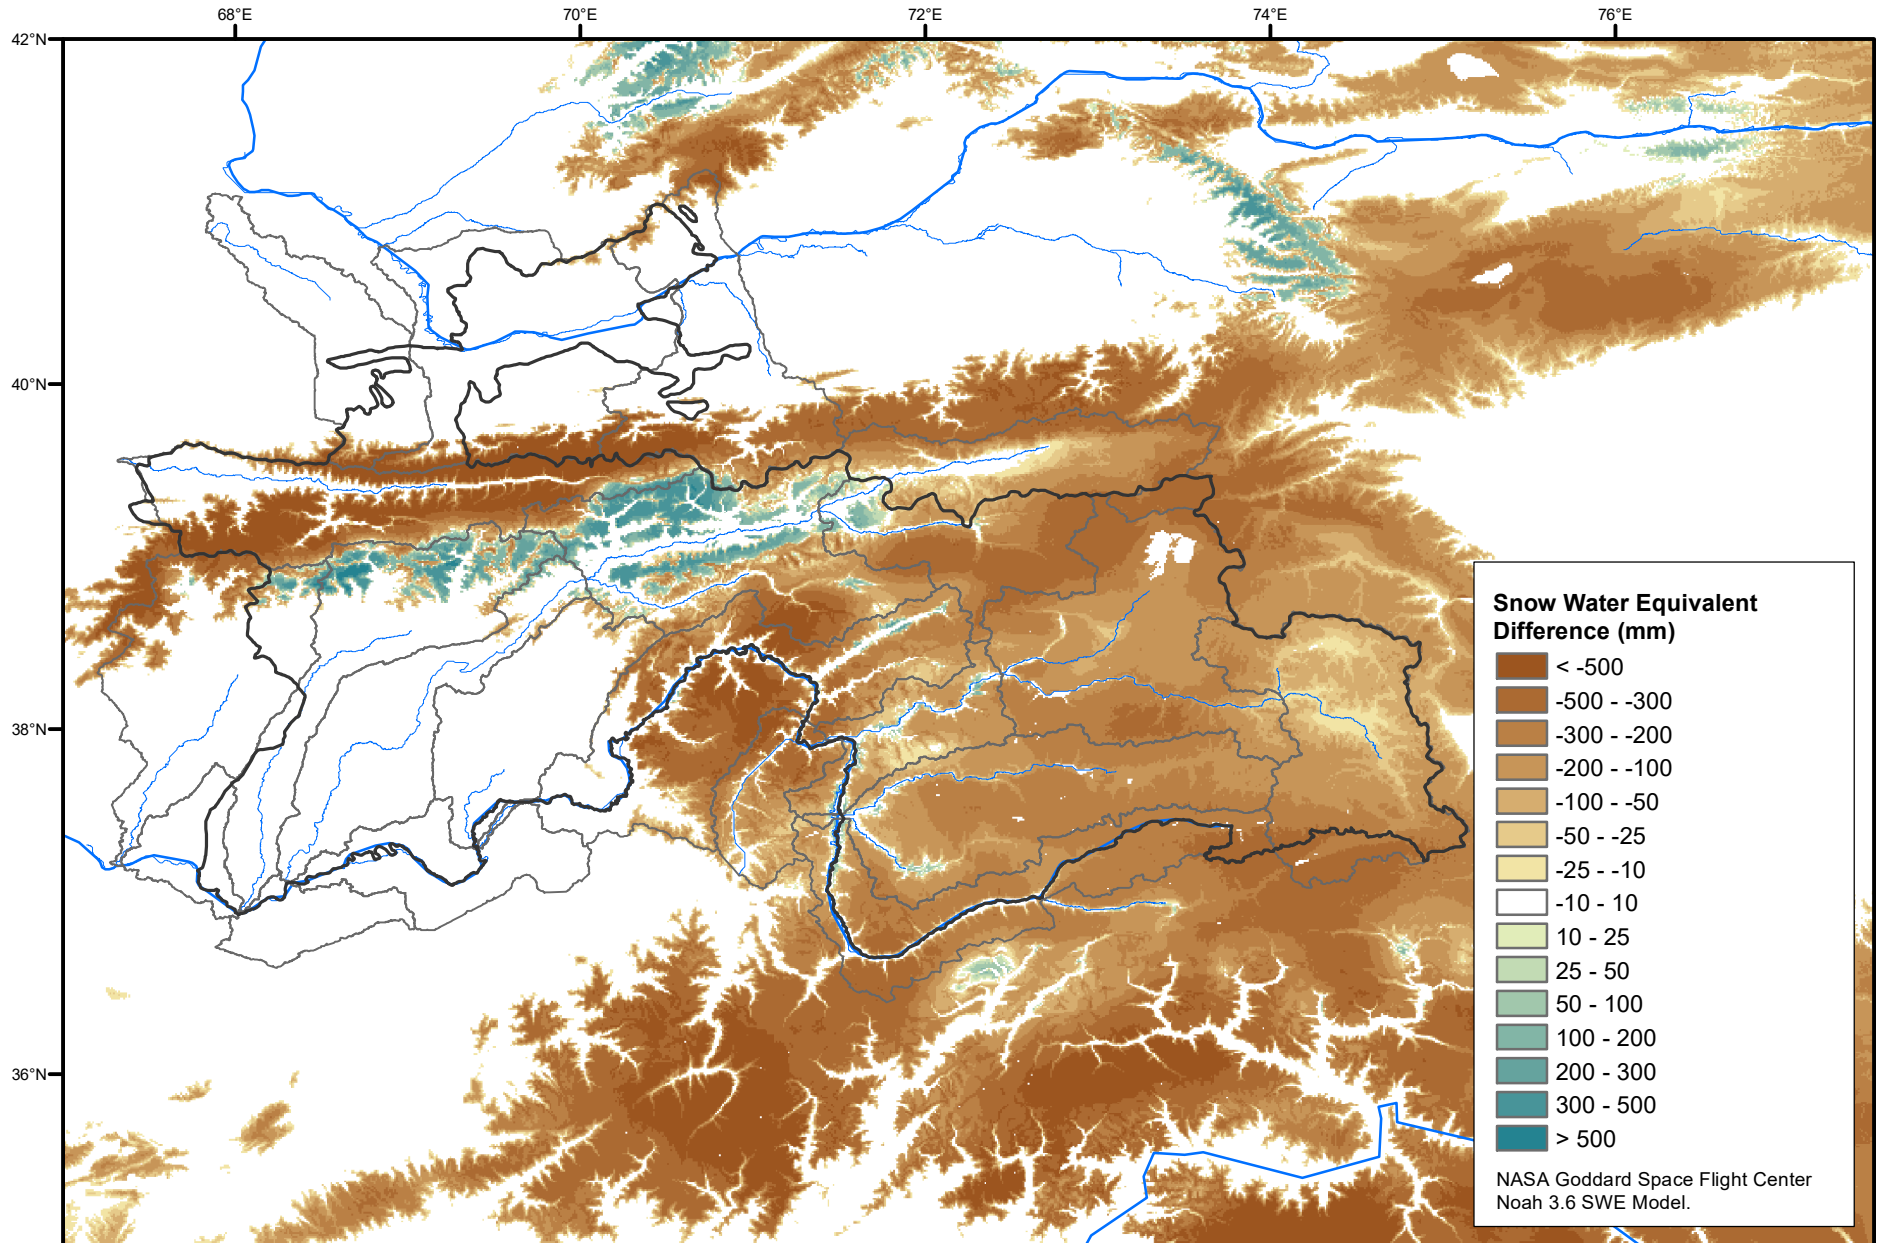 68°E 70°E 72°E 74°E 76°E
42°N
40°N
38°N
36°N
Snow Water Equivalent
Difference (mm)
< -500
-500 - -300
-300 - -200
-200 - -100
-100 - -50
-50 - -25
-25 - -10
-10 - 10
10 - 25
25 - 50
50 - 100
100 - 200
200 - 300
300 - 500
> 500
NASA Goddard Space Flight Center
Noah 3.6 SWE Model.